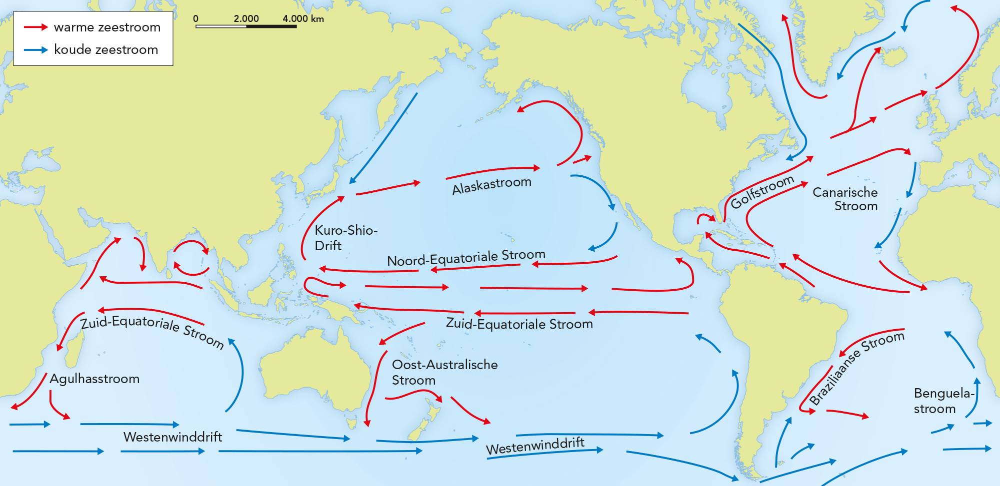 warme zeestroom
koude zeestroom
0 2.000 4.000 km
Alaskastroom
Golfstroom
Canarische
Stroom
Kuro-Shio-
Drift
Noord-Equatoriale Stroom
Zuid-Equatoriale Stroom
Zuid-Equatoriale Stroom
Braziliaanse Stroom
Oost-Australische
Stroom
Agulhasstroom
Benguela-
stroom
Westenwinddrift
Westenwinddrift